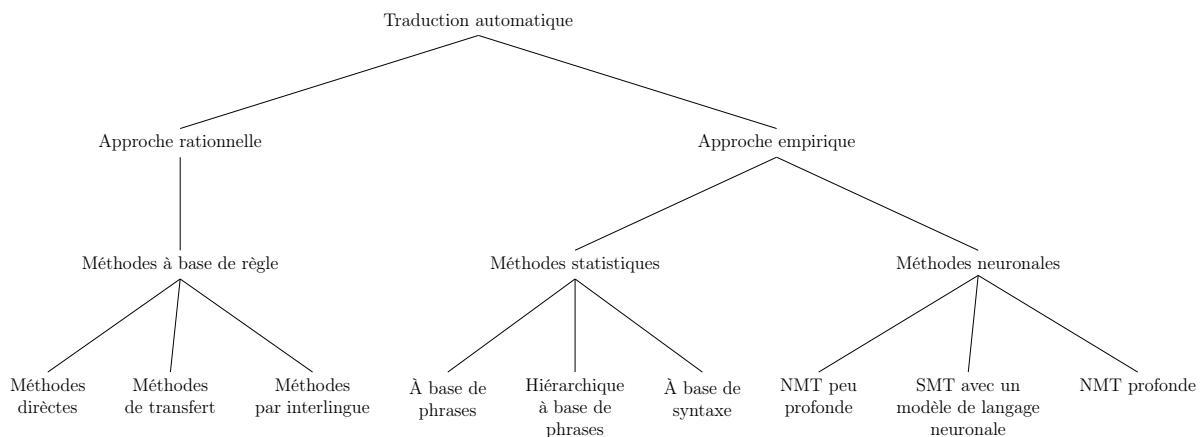 Traduction automatique
Approche rationnelle
Approche empirique
Méthodes à base de règle
Méthodes statistiques
Méthodes neuronales
Méthodes
dirèctes
Méthodes
de transfert
Méthodes
par interlingue
À base de
phrases
Hiérarchique
à base de
phrases
À base de
syntaxe
NMT peu
profonde
SMT avec un
modèle de langage
neuronale
NMT profonde